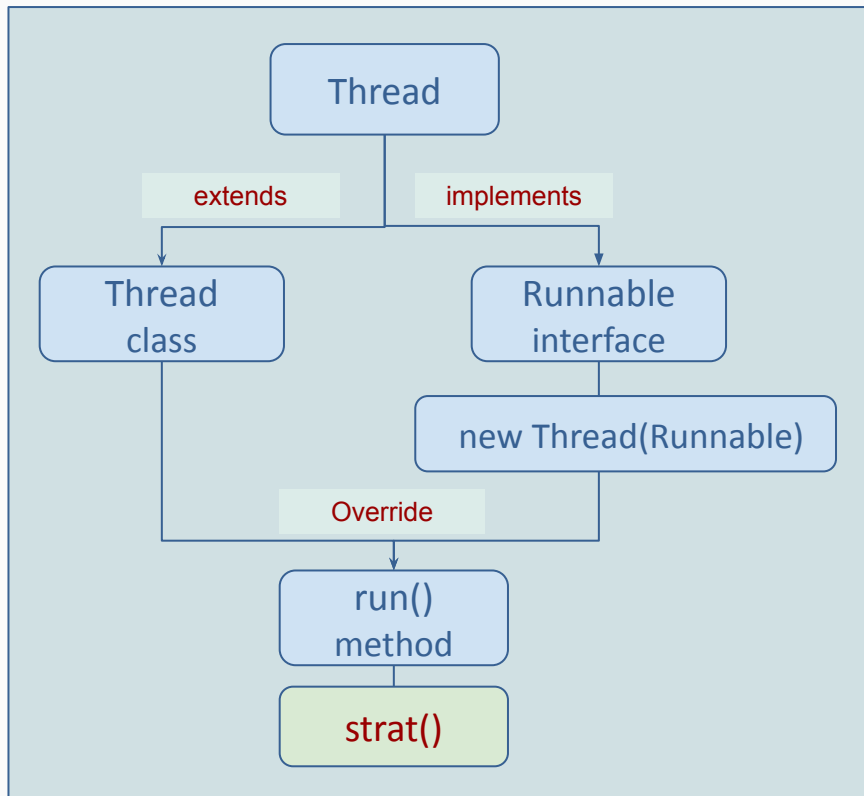 Thread
extends
implements
Thread
class
Runnable
interface
new Thread(Runnable)
Override
run()
method
strat()